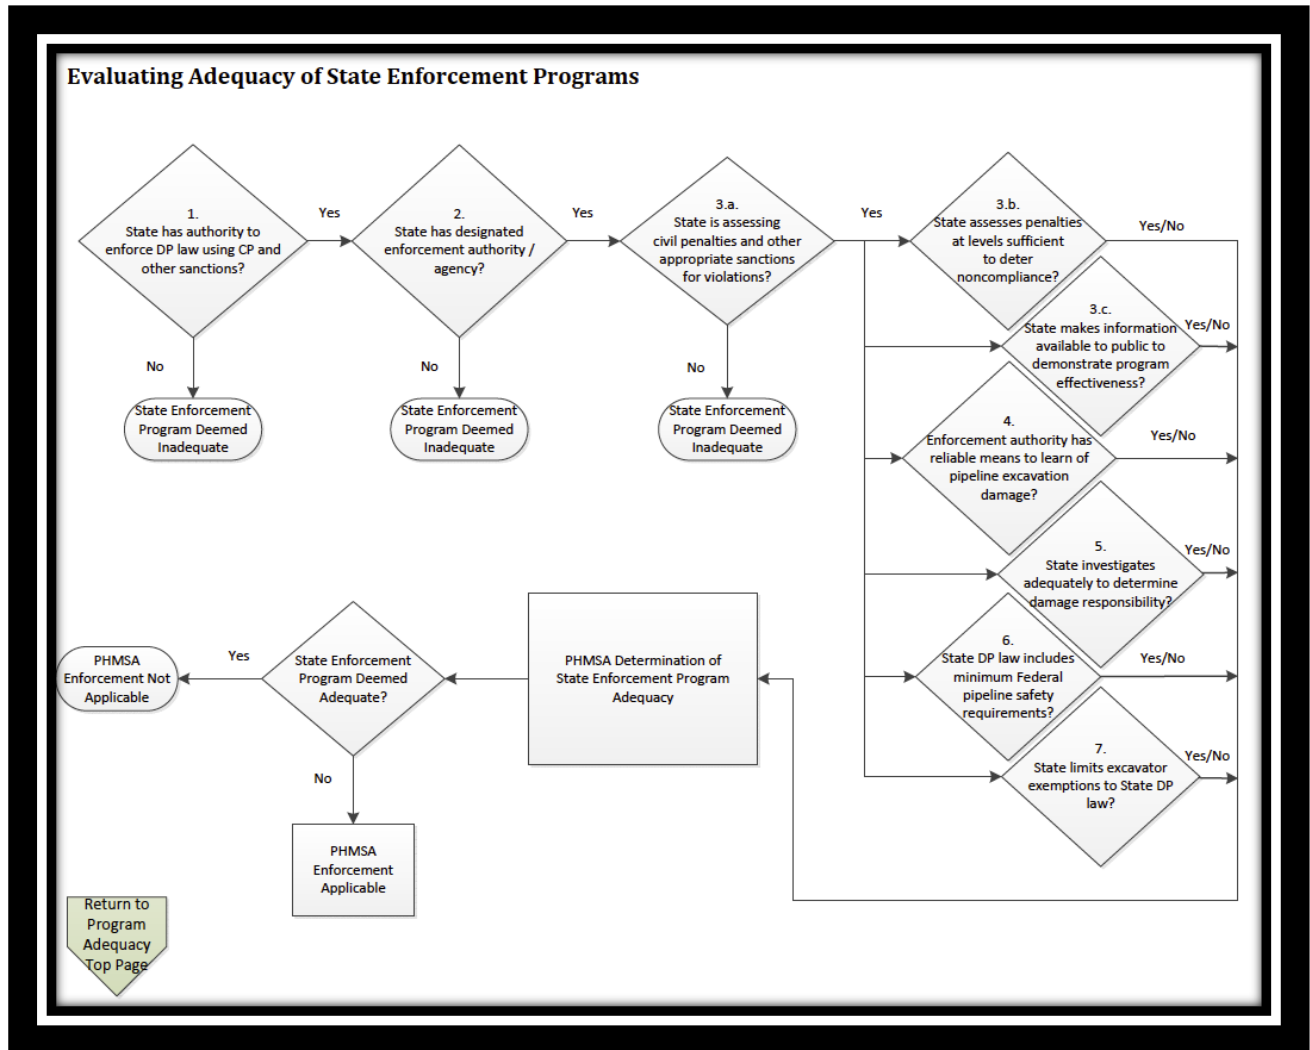 Evaluating Adequacy of State Enforcement Programs
1.
State has authority to
enforce DP law using CP and
other sanctions?
Yes
2.
State has designated
enforcement authority /
agency?
Yes
3.a.
State is assessing
civil penalties and other
appropriate sanctions
for violations?
Yes
3.b.
State assesses penalties
at levels sufficient
to deter
noncompliance?
Yes/No
3.c.
State makes information
available to public to
demonstrate program
effectiveness?
Yes/No
No
State Enforcement
Program Deemed
Inadequate
No
State Enforcement
Program Deemed
Inadequate
No
State Enforcement
Program Deemed
Inadequate
4.
Enforcement authority has
reliable means to learn of
pipeline excavation
damage?
Yes/No
5.
State investigates
adequately to determine
damage responsibility?
Yes/No
6.
State DP law includes
minimum Federal
pipeline safety
requirements?
Yes/No
7.
State limits excavator
exemptions to State DP
law?
Yes/No
PHMSA Determination of
State Enforcement Program
Adequacy
State Enforcement
Program Deemed
Adequate?
Yes
PHMSA
Enforcement Not
Applicable
No
PHMSA
Enforcement
Applicable
Return to
Program
Adequacy
Top Page